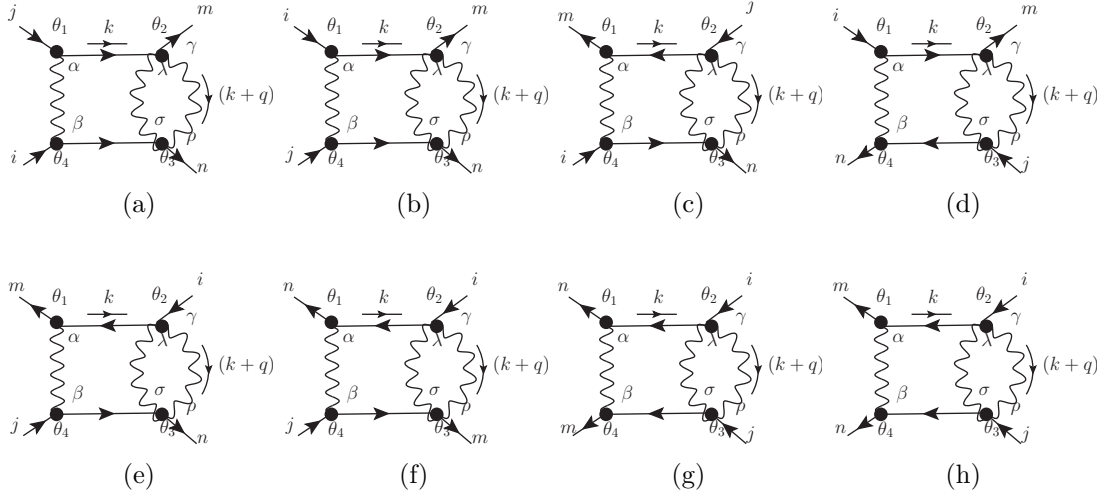 j θ₁ k θ₂ m
α λ γ
(k + q)
β σ ρ
i θ₄ θ₃ n
(a)
i θ₁ k θ₂ m
α λ γ
(k + q)
β σ ρ
j θ₄ θ₃ n
(b)
m θ₁ k θ₂ j
α λ γ
(k + q)
β σ ρ
i θ₄ θ₃ n
(c)
i θ₁ k θ₂ m
α λ γ
(k + q)
β σ ρ
n θ₄ θ₃ j
(d)
m θ₁ k θ₂ i
α λ γ
(k + q)
β σ ρ
j θ₄ θ₃ n
(e)
n θ₁ k θ₂ i
α λ γ
(k + q)
β σ ρ
j θ₄ θ₃ m
(f)
n θ₁ k θ₂ i
α λ γ
(k + q)
β σ ρ
m θ₄ θ₃ j
(g)
m θ₁ k θ₂ i
α λ γ
(k + q)
β σ ρ
n θ₄ θ₃ j
(h)